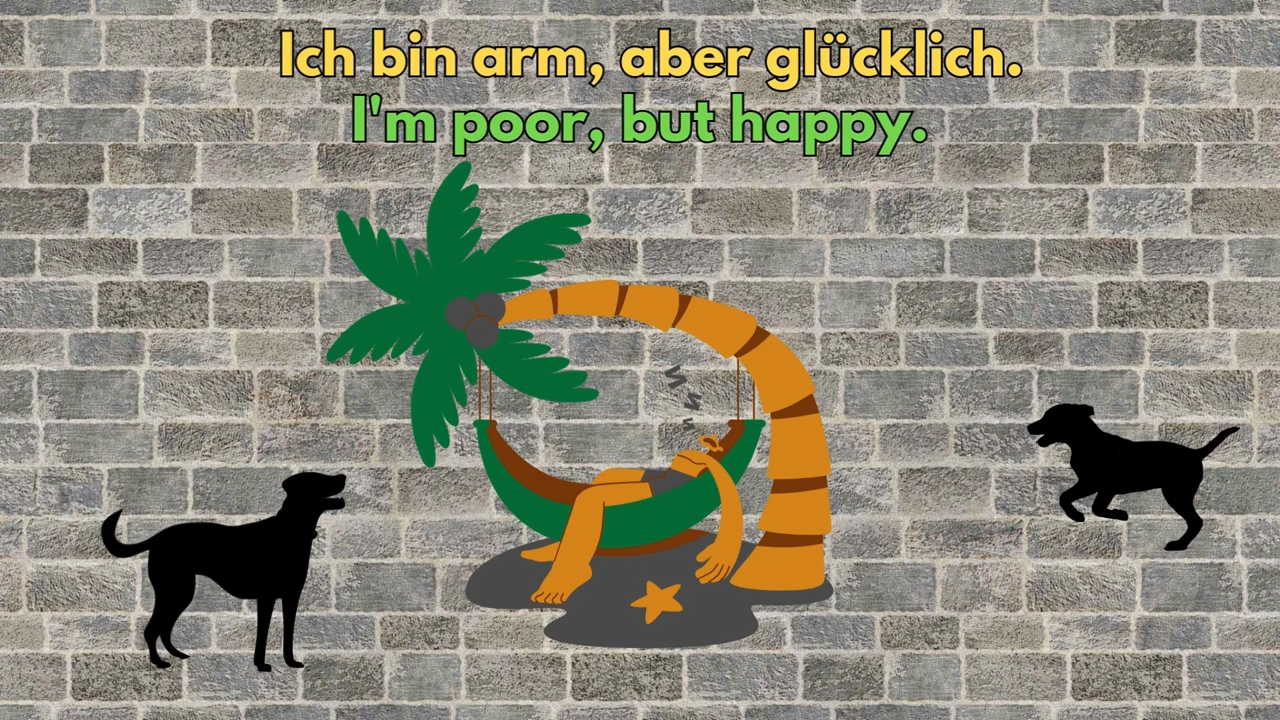 Ich bin arm, aber glücklich.
I'm poor, but happy.